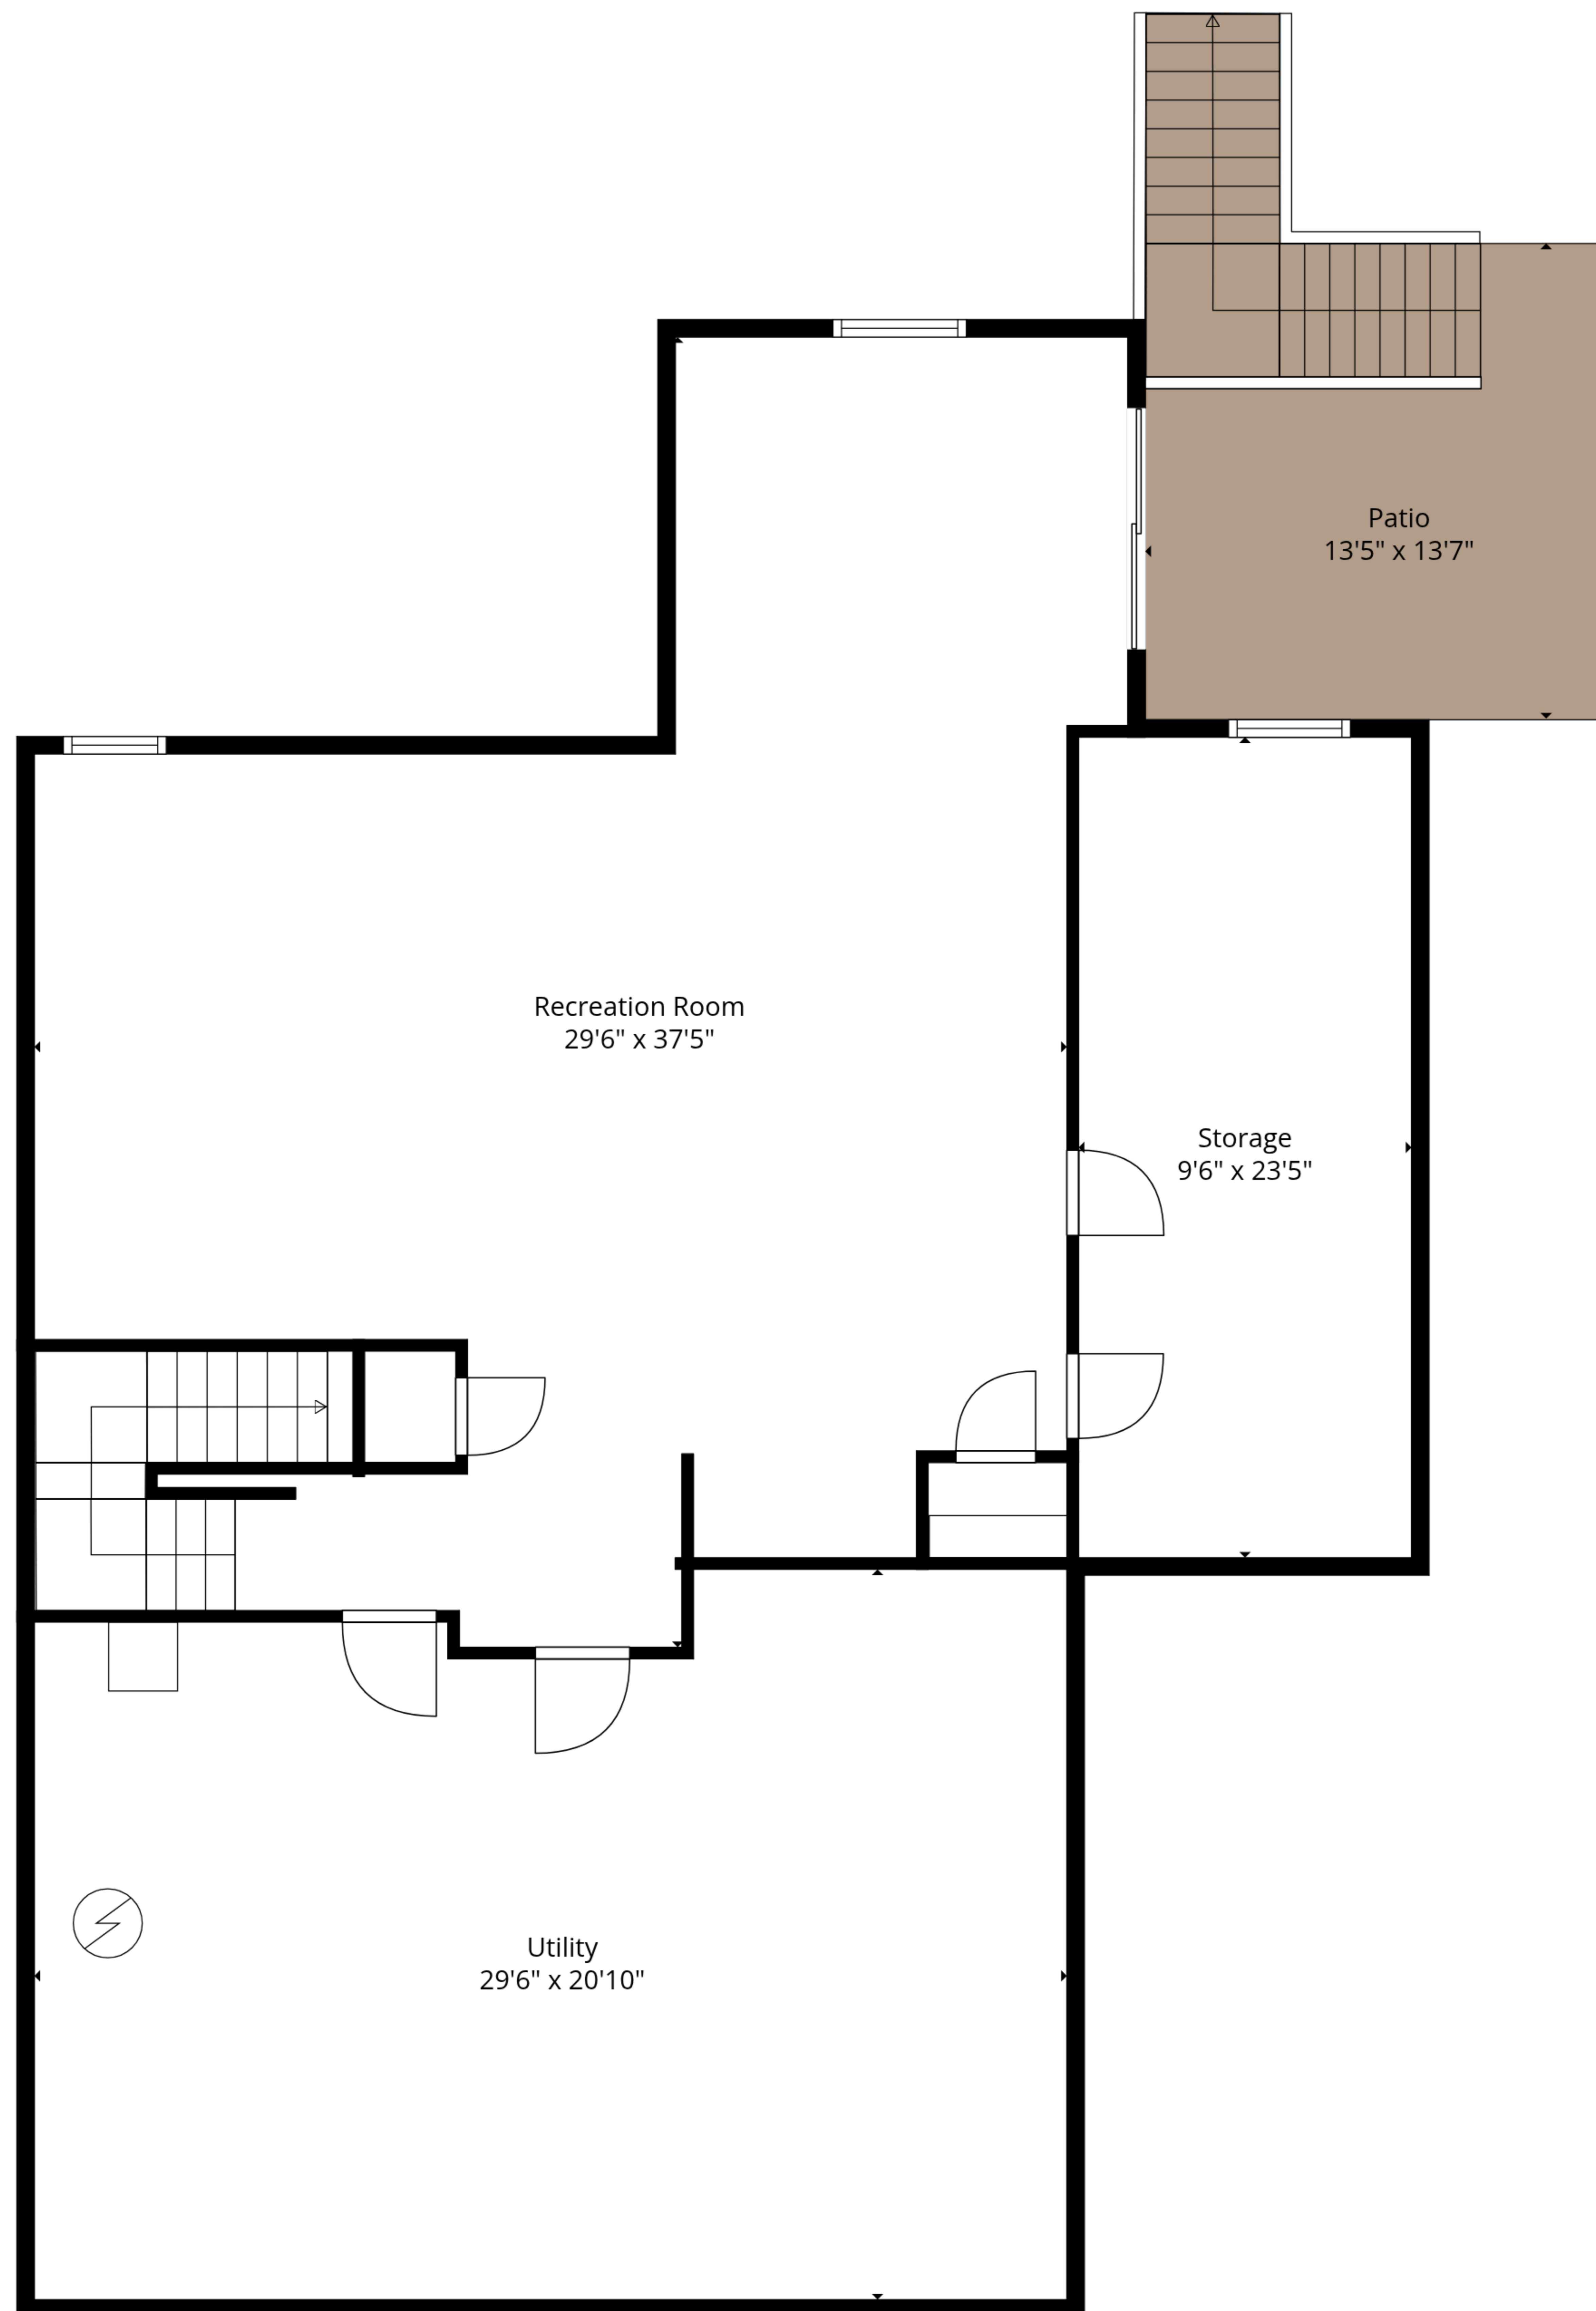 Patio
13'5" x 13'7"
Recreation Room
29'6" x 37'5"
Storage
9'6" x 23'5"
Utility
29'6" x 20'10"